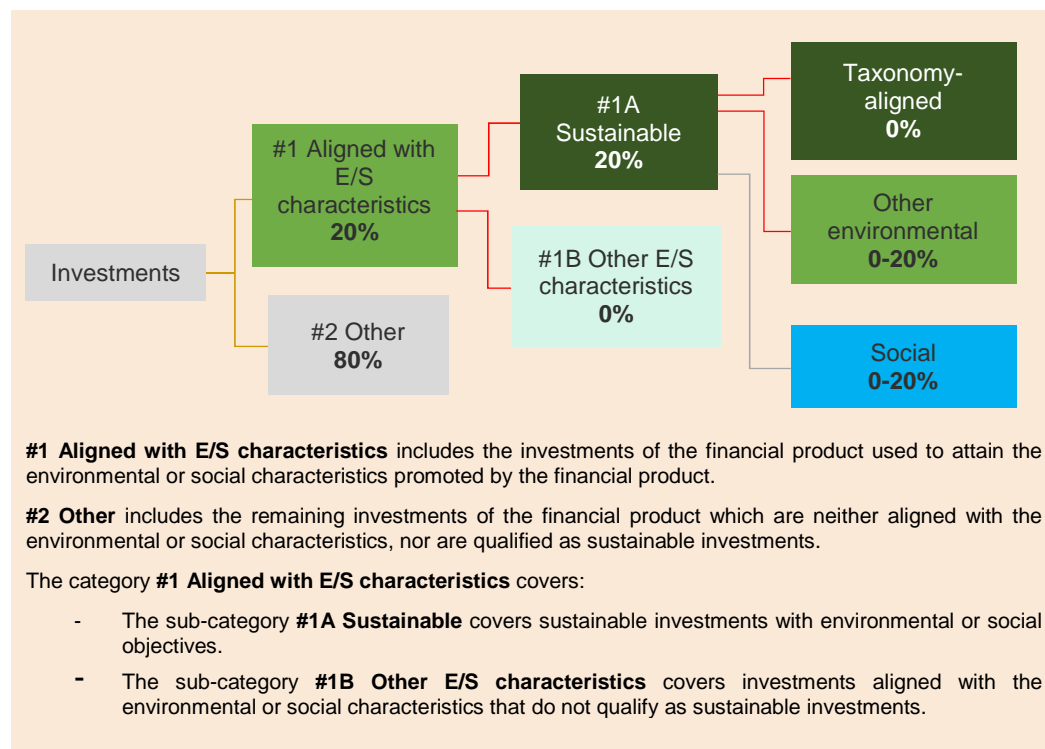 Investments
#1 Aligned with
E/S
characteristics
20%
#2 Other
80%
#1A
Sustainable
20%
#1B Other E/S
characteristics
0%
Taxonomy-
aligned
0%
Other
environmental
0-20%
Social
0-20%
#1 Aligned with E/S characteristics includes the investments of the financial product used to attain the
environmental or social characteristics promoted by the financial product.
#2 Other includes the remaining investments of the financial product which are neither aligned with the
environmental or social characteristics, nor are qualified as sustainable investments.
The category #1 Aligned with E/S characteristics covers:
- The sub-category #1A Sustainable covers sustainable investments with environmental or social
objectives.
- The sub-category #1B Other E/S characteristics covers investments aligned with the
environmental or social characteristics that do not qualify as sustainable investments.